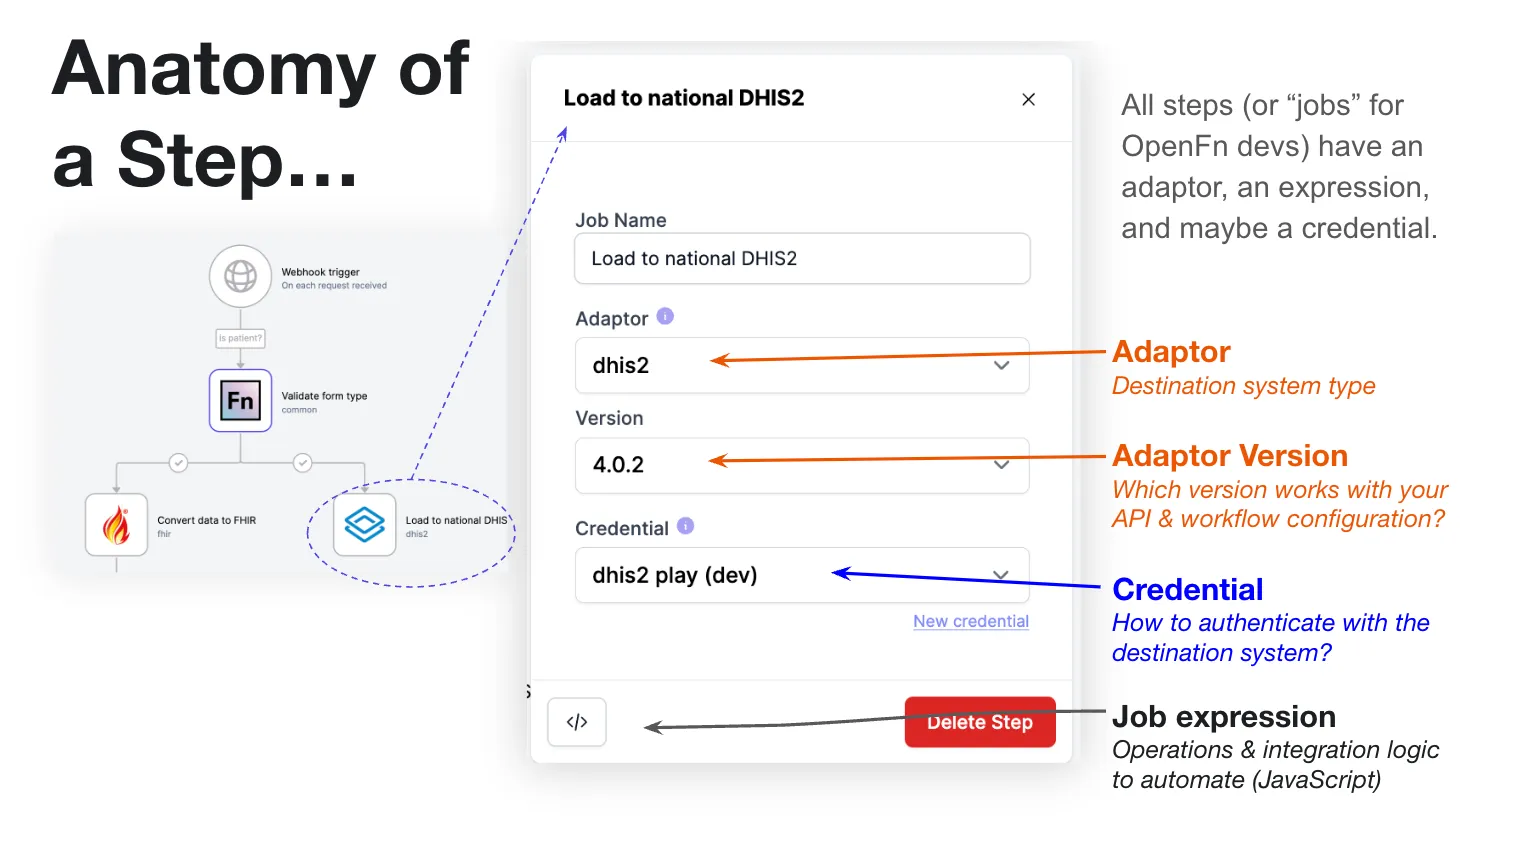 Anatomy of
a Step...
Webhook trigger
On each request received
is patient?
Fn
Validate form type
common
Convert data to FHIR
fhir
Load to national DHIS
dhis2
Load to national DHIS2
Job Name
Load to national DHIS2
Adaptor
i
dhis2
Version
4.0.2
Credential
i
dhis2 play (dev)
New credential
s
</>
Delete Step
All steps (or “jobs” for
OpenFn devs) have an
adaptor, an expression,
and maybe a credential.
Adaptor
Destination system type
Adaptor Version
Which version works with your
API & workflow configuration?
Credential
How to authenticate with the
destination system?
Job expression
Operations & integration logic
to automate (JavaScript)